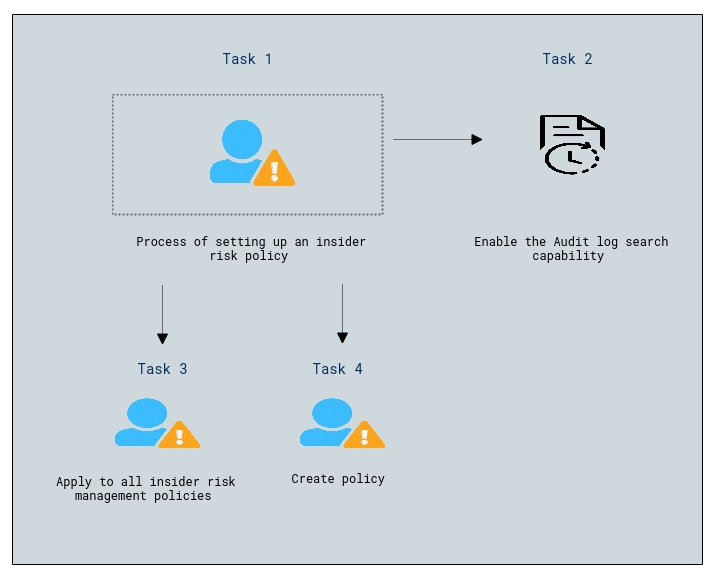 Task 1
Task 2
Process of setting up an insider
risk policy
Enable the Audit log search
capability
Task 3
Task 4
Apply to all insider risk
management policies
Create policy